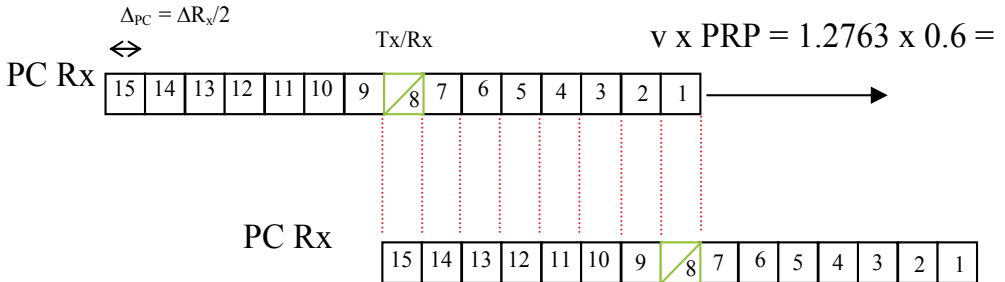 Δ_PC = ΔR_x/2
Tx/Rx
v x PRP = 1.2763 x 0.6 =
PC Rx 15 14 13 12 11 10 9 8 7 6 5 4 3 2 1
PC Rx 15 14 13 12 11 10 9 8 7 6 5 4 3 2 1